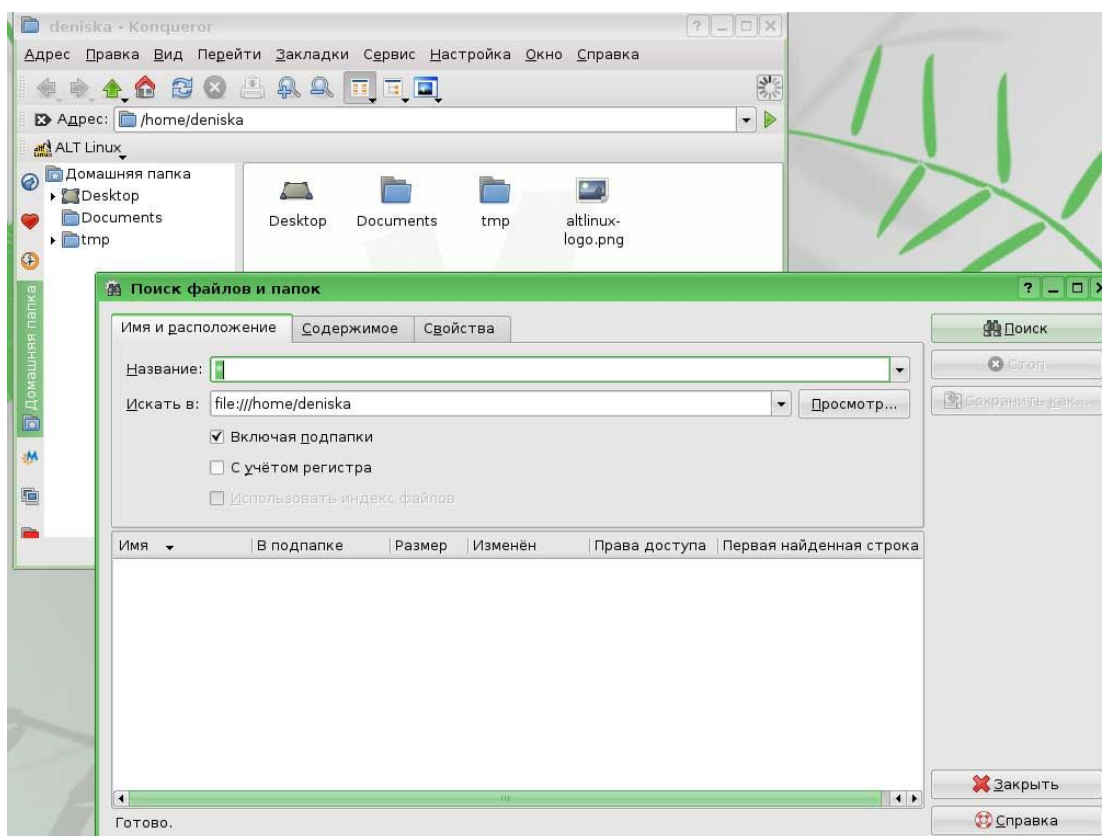 deniska - Konqueror
Адрес Правка Вид Перейти Закладки Сервис Настройка Окно Справка
Адрес: /home/deniska
ALT Linux
Домашняя папка
Desktop
Documents
tmp
Desktop Documents tmp altlinux-
logo.png
Домашняя папка
Поиск файлов и папок
Имя и расположение Содержимое Свойства
Поиск
Название: *
Стоп
Искать в: file:///home/deniska Просмотр...
Сохранить как...
Включая подпапки
С учётом регистра
Использовать индекс файлов
Имя В подпапке Размер Изменён Права доступа Первая найденная строка
Закрыть
Готово.
Справка